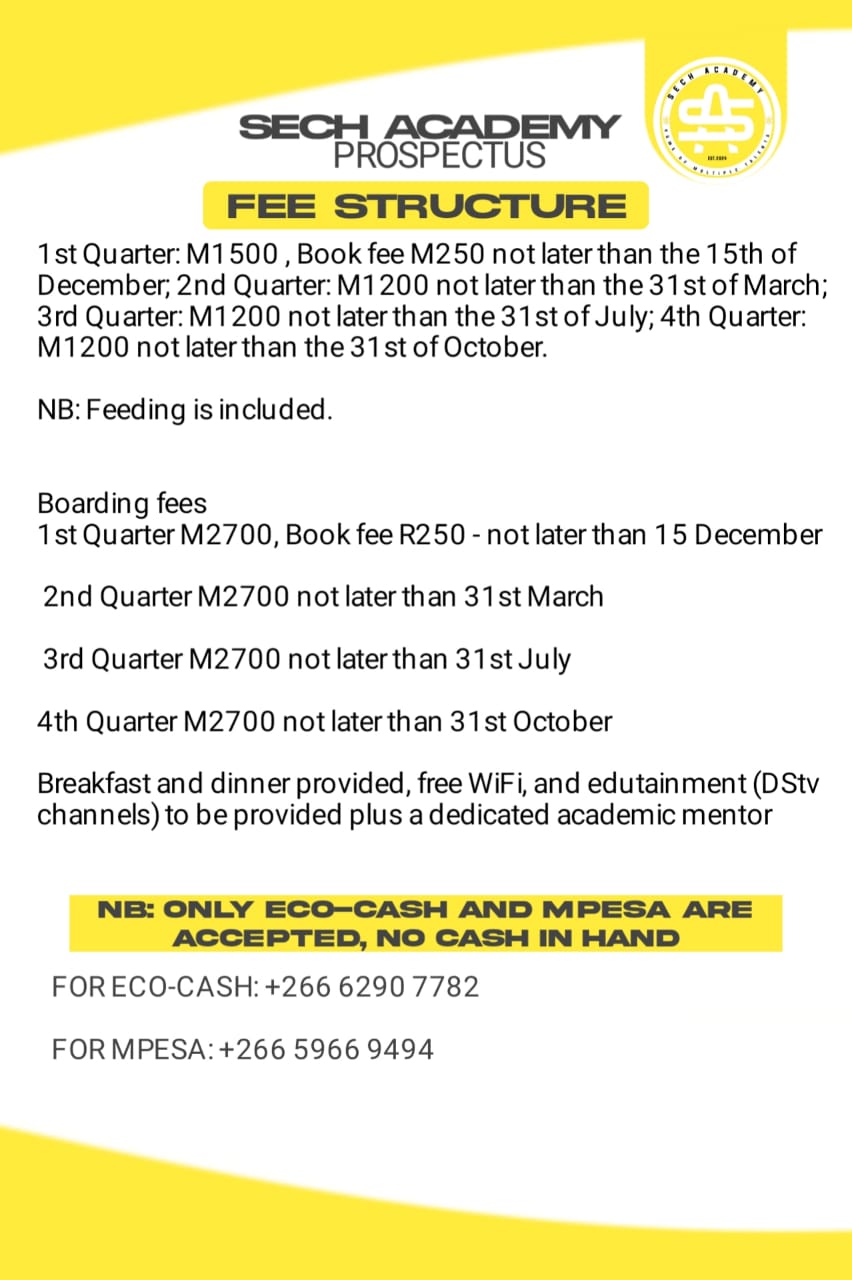 SECH ACADEMY
SECH ACADEMY
PROSPECTUS
EST.2024
HOME OF MULTIPLE TALENTS
FEE STRUCTURE
1st Quarter: M1500 , Book fee M250 not later than the 15th of
December; 2nd Quarter: M1200 not later than the 31st of March;
3rd Quarter: M1200 not later than the 31st of July; 4th Quarter:
M1200 not later than the 31st of October.
NB: Feeding is included.
Boarding fees
1st Quarter M2700, Book fee R250 - not later than 15 December
2nd Quarter M2700 not later than 31st March
3rd Quarter M2700 not later than 31st July
4th Quarter M2700 not later than 31st October
Breakfast and dinner provided, free WiFi, and edutainment (DStv
channels) to be provided plus a dedicated academic mentor
NB: ONLY ECO-CASH AND MPESA ARE
ACCEPTED, NO CASH IN HAND
FOR ECO-CASH: +266 6290 7782
FOR MPESA: +266 5966 9494